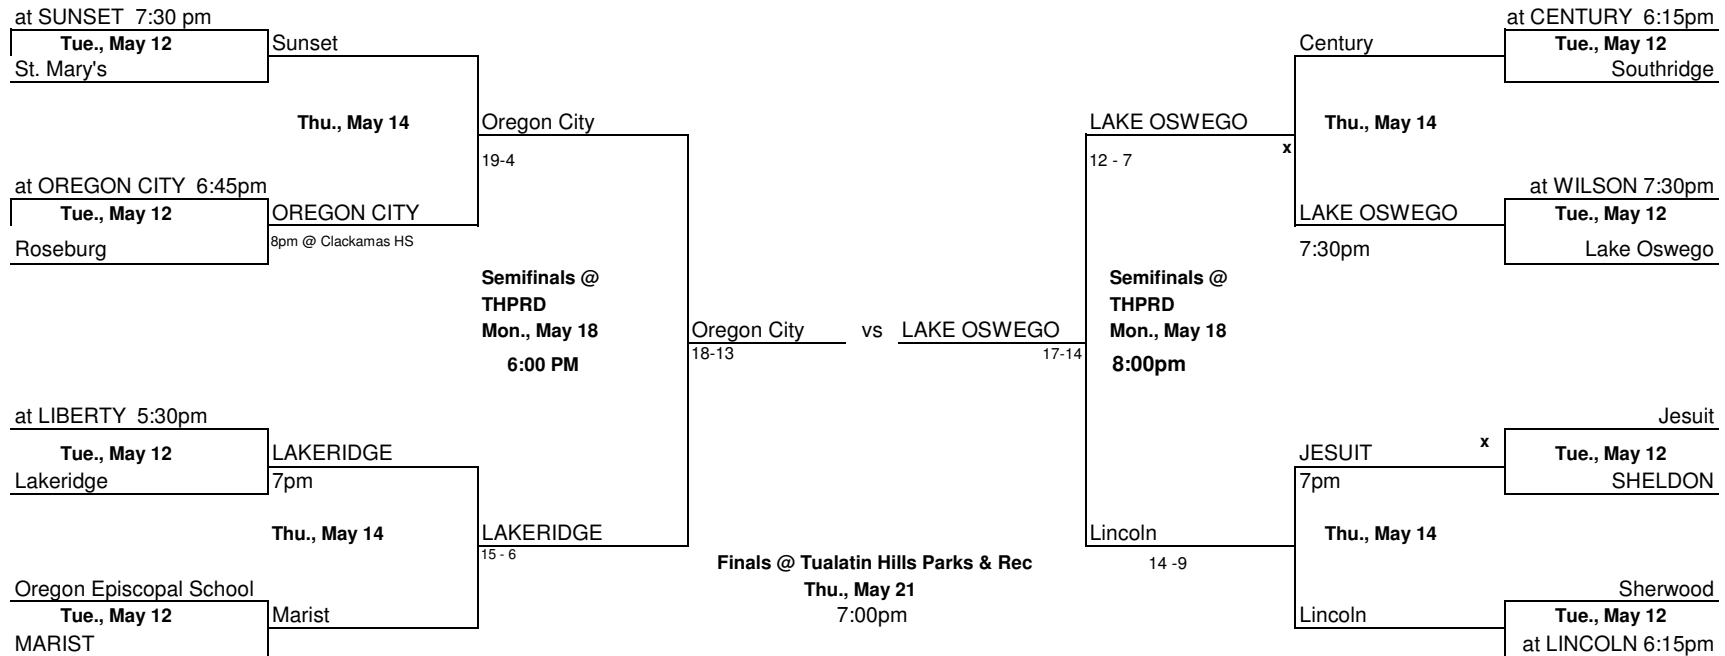 at SUNSET 7:30 pm
Tue., May 12
St. Mary's
Sunset
Thu., May 14
Oregon City
19-4
at OREGON CITY 6:45pm
Tue., May 12
Roseburg
OREGON CITY
8pm @ Clackamas HS
Semifinals @
THPRD
Mon., May 18
6:00 PM
Oregon City
18-13
at LIBERTY 5:30pm
Tue., May 12
Lakeridge
LAKERIDGE
7pm
Thu., May 14
LAKERIDGE
15 - 6
Oregon Episcopal School
Tue., May 12
MARIST
Marist
vs
Finals @ Tualatin Hills Parks & Rec
Thu., May 21
7:00pm
at CENTURY 6:15pm
Tue., May 12
Southridge
Century
LAKE OSWEGO
x
Thu., May 14
12 - 7
at WILSON 7:30pm
Tue., May 12
Lake Oswego
LAKE OSWEGO
7:30pm
Semifinals @
THPRD
Mon., May 18
8:00pm
LAKE OSWEGO
17-14
Jesuit
x
Tue., May 12
SHELDON
JESUIT
7pm
Thu., May 14
Lincoln
14 -9
Sherwood
Tue., May 12
at LINCOLN 6:15pm
Lincoln